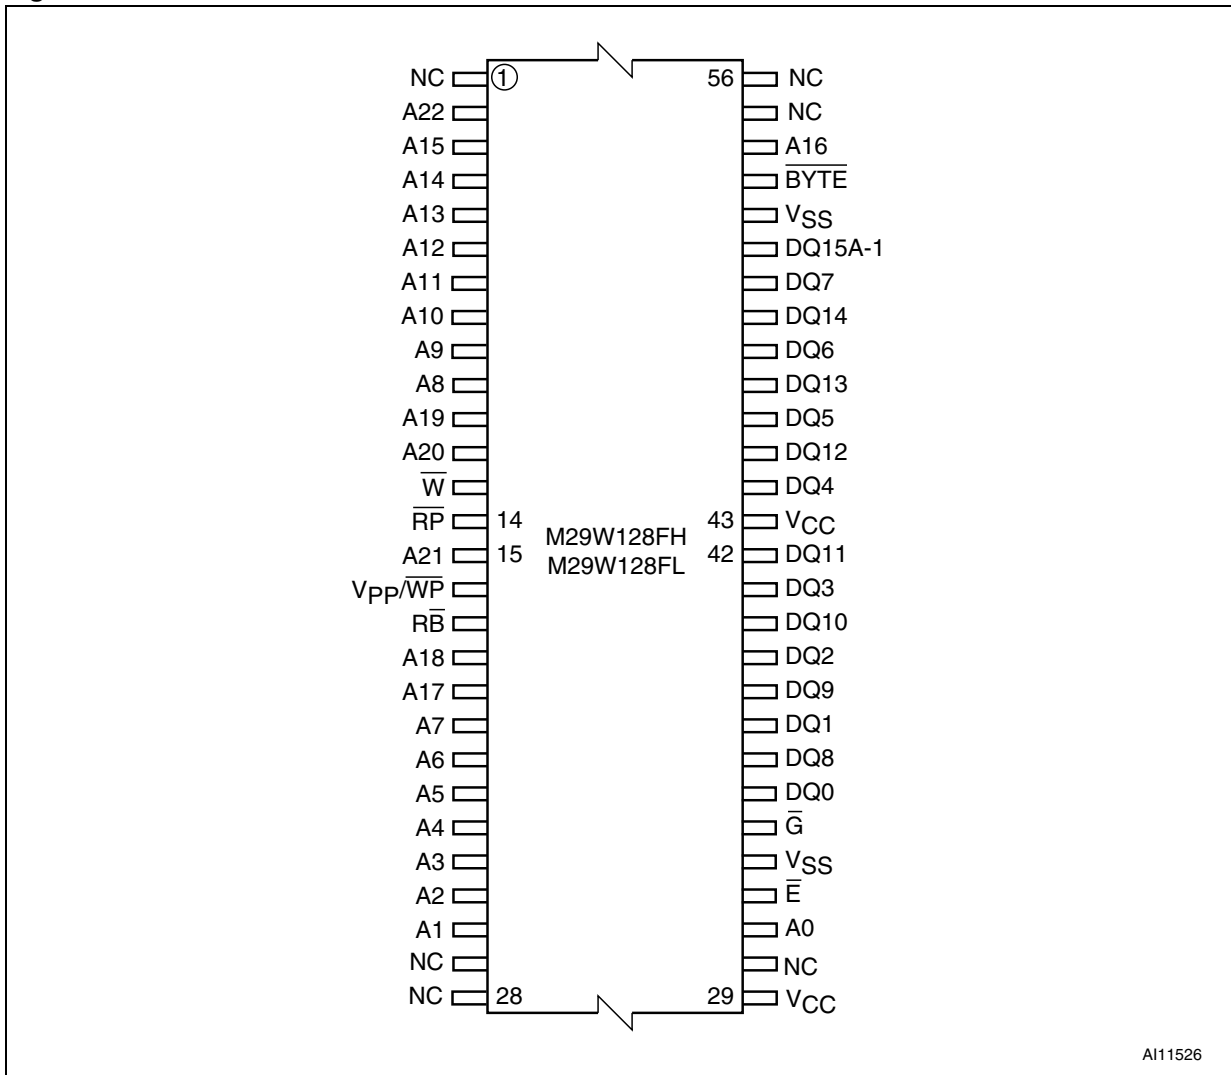 NC ① 56 NC
A22 NC
A15 A16
A14 B̅Y̅T̅E̅
A13 VSS
A12 DQ15A-1
A11 DQ7
A10 DQ14
A9 DQ6
A8 DQ13
A19 DQ5
A20 DQ12
W̅ DQ4
R̅P̅ 14 43 VCC
M29W128FH
A21 15 42 DQ11
M29W128FL
VPP/W̅P̅ DQ3
RB̅ DQ10
A18 DQ2
A17 DQ9
A7 DQ1
A6 DQ8
A5 DQ0
A4 G̅
A3 VSS
A2 E̅
A1 A0
NC NC
NC 28 29 VCC
AI11526